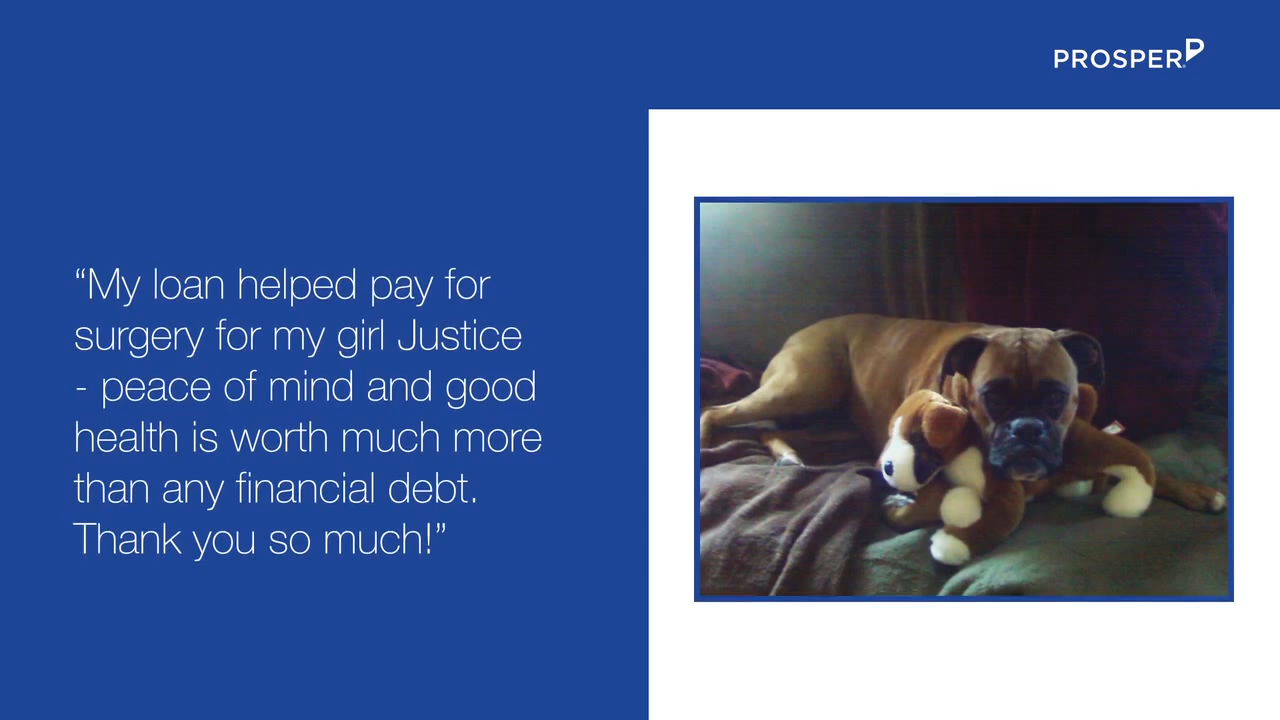 PROSPER
“My loan helped pay for
surgery for my girl Justice
- peace of mind and good
health is worth much more
than any financial debt.
Thank you so much!”